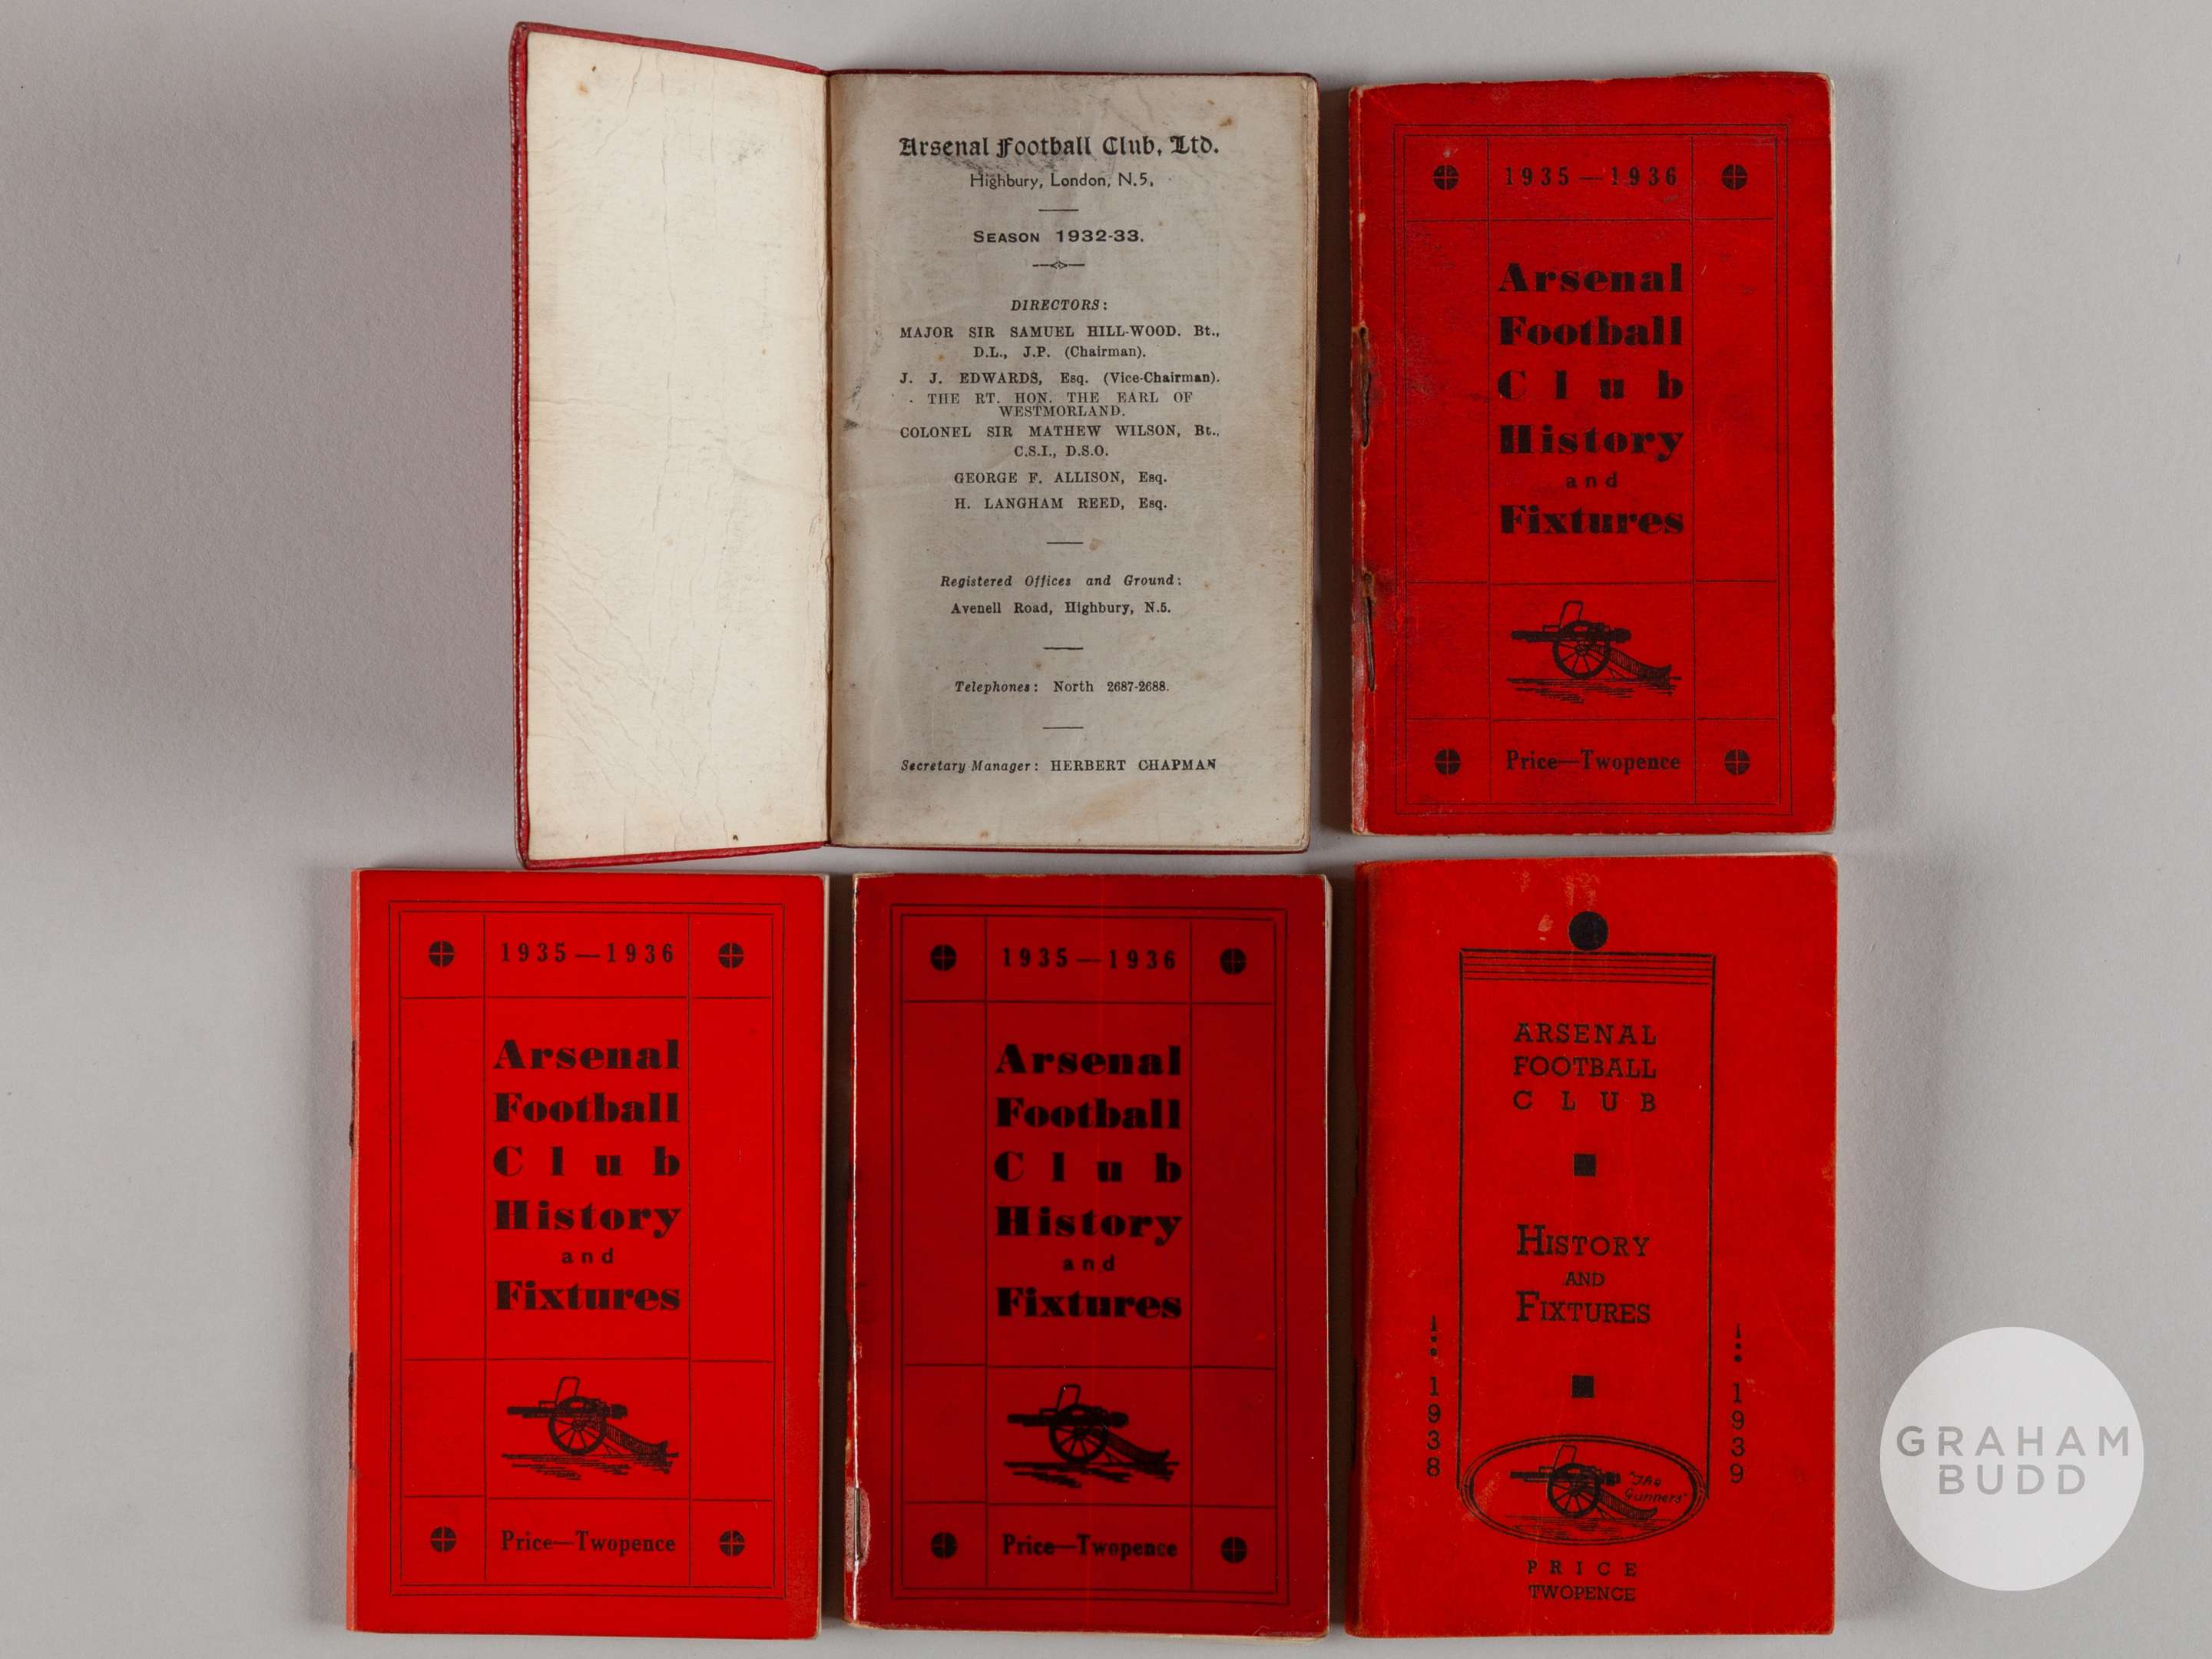 Arsenal Football Club, Ltd.
Highbury, London, N.5,
SEASON 1932-33.
DIRECTORS:
MAJOR SIR SAMUEL HILL-WOOD. Bt.,
D.L., J.P. (Chairman).
J. J. EDWARDS, Esq. (Vice-Chairman).
THE RT. HON. THE EARL OF
WESTMORLAND.
COLONEL SIR MATHEW WILSON, Bt.,
C.S.I., D.S.O.
GEORGE F. ALLISON, Esq.
H. LANGHAM REED, Esq.
Registered Offices and Ground:
Avenell Road, Highbury, N.5.
Telephones: North 2687-2688.
Secretary Manager: HERBERT CHAPMAN
1935—1936
Arsenal
Football
Club
History
and
Fixtures
Price—Twopence
1935—1936
Arsenal
Football
Club
History
and
Fixtures
Price—Twopence
1935—1936
Arsenal
Football
Club
History
and
Fixtures
Price—Twopence
ARSENAL
FOOTBALL
CLUB
HISTORY
AND
FIXTURES
1938
1939
"The
Gunners"
PRICE
TWOPENCE
GRAHAM
BUDD